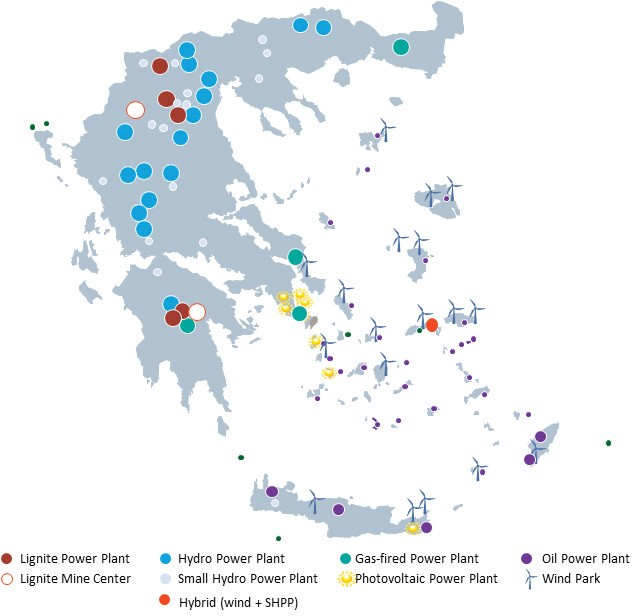 Lignite Power Plant Hydro Power Plant Gas-fired Power Plant Oil Power Plant
Lignite Mine Center Small Hydro Power Plant Photovoltaic Power Plant Wind Park
Hybrid (wind + SHPP)